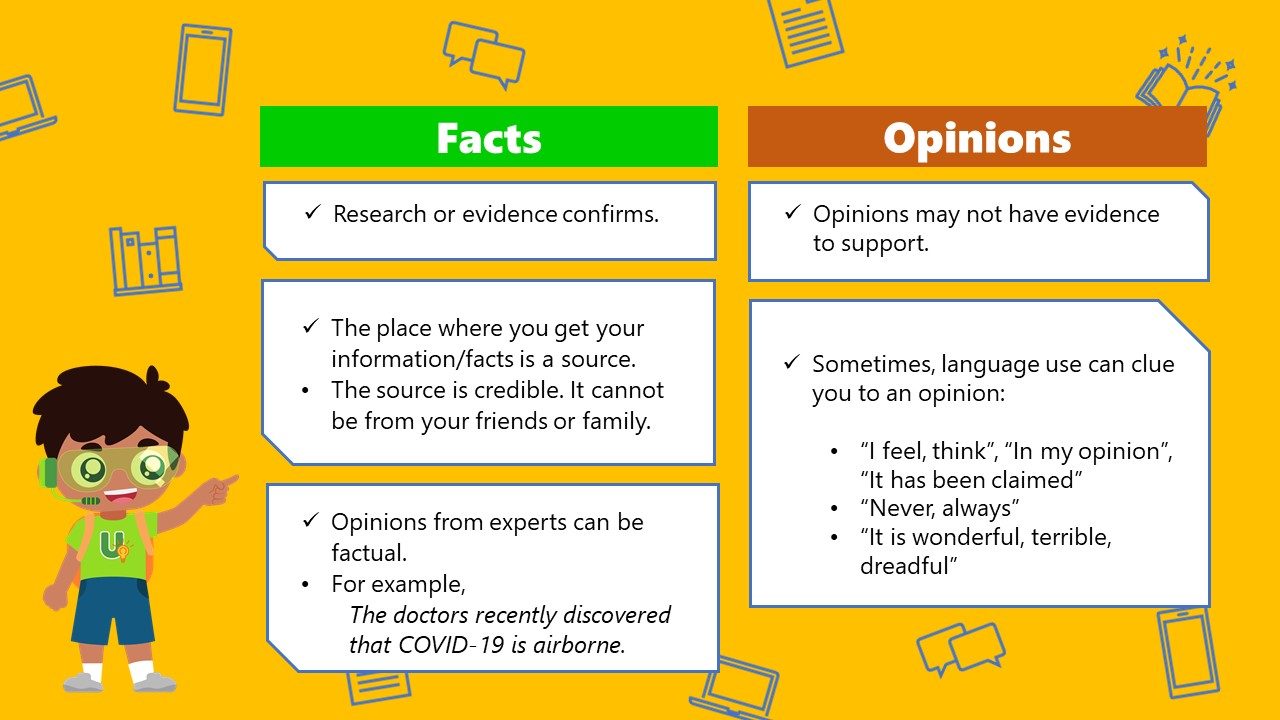 Facts
✓ Research or evidence confirms.
✓ The place where you get your
information/facts is a source.
• The source is credible. It cannot
be from your friends or family.
✓ Opinions from experts can be
factual.
• For example,
The doctors recently discovered
that COVID-19 is airborne.
Opinions
✓ Opinions may not have evidence
to support.
✓ Sometimes, language use can clue
you to an opinion:
• “I feel, think”, “In my opinion”,
“It has been claimed”
• “Never, always”
• “It is wonderful, terrible,
dreadful”
U